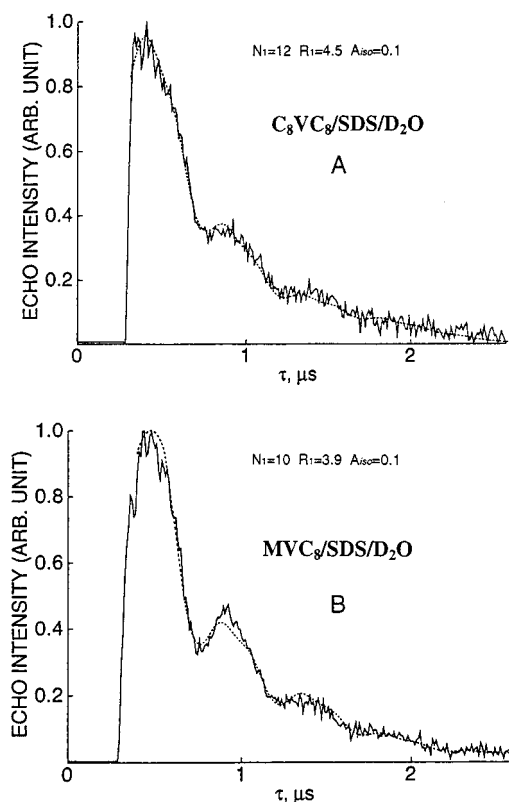 ECHO INTENSITY (ARB. UNIT)
1.0
0.8
0.6
0.4
0.2
N₁=12 R₁=4.5 Aiso=0.1
C₈VC₈/SDS/D₂O
A
0
1
2
τ, μs
ECHO INTENSITY (ARB. UNIT)
1.0
0.8
0.6
0.4
0.2
N₁=10 R₁=3.9 Aiso=0.1
MVC₈/SDS/D₂O
B
0
1
2
τ, μs